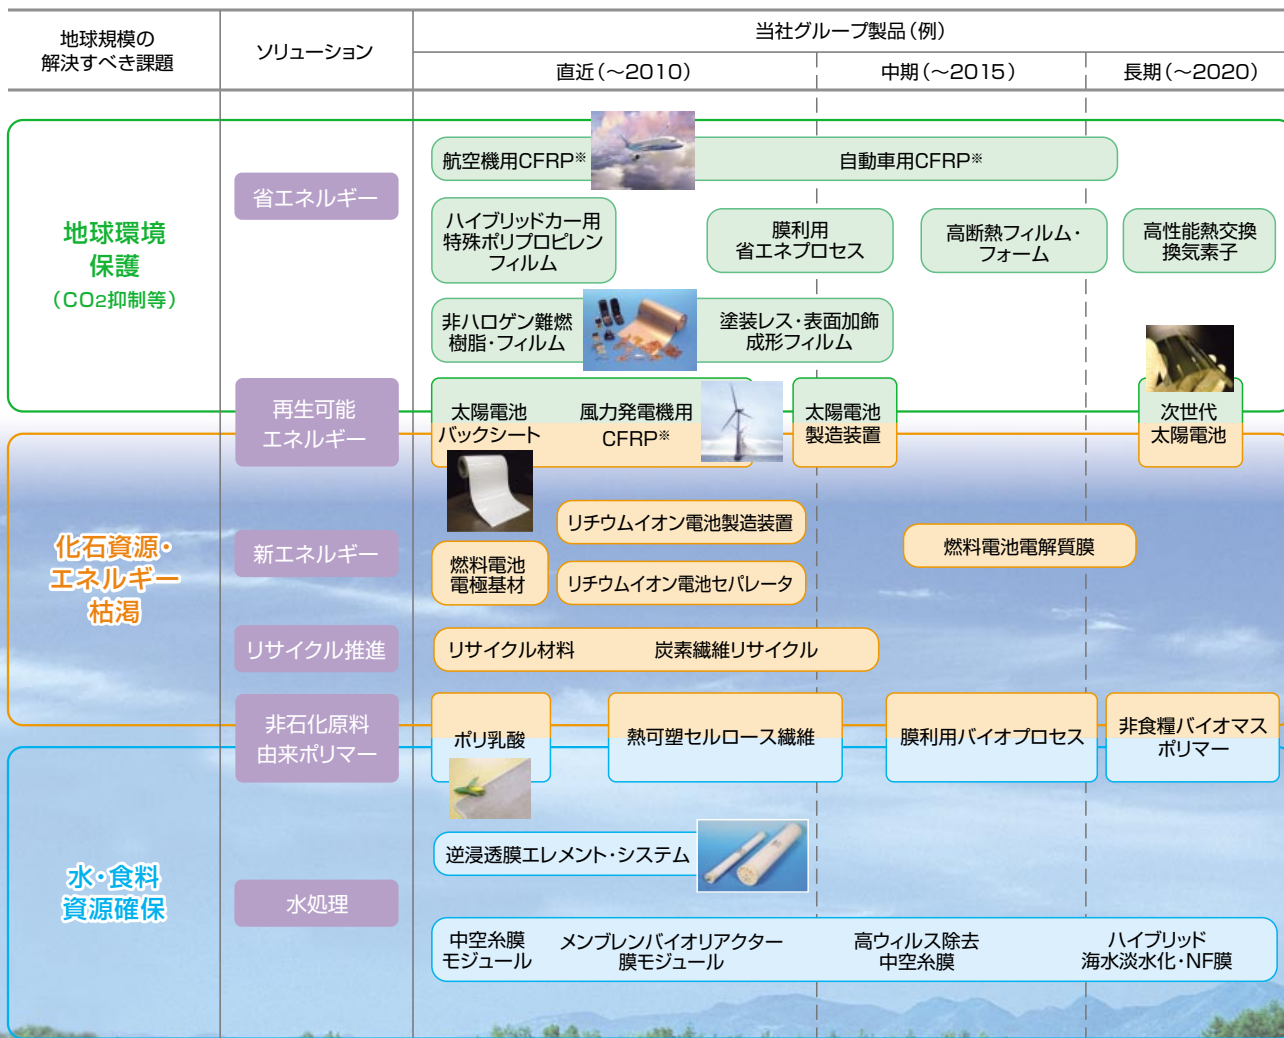 地球規模の
解決すべき課題
ソリューション
当社グループ製品(例)
直近(～2010)
中期(～2015)
長期(～2020)
地球環境
保護
(CO2抑制等)
省エネルギー
航空機用CFRP※
自動車用CFRP※
ハイブリッドカー用
特殊ポリプロピレン
フィルム
膜利用
省エネプロセス
高断熱フィルム・
フォーム
高性能熱交換
換気素子
非ハロゲン難燃
樹脂・フィルム
塗装レス・表面加飾
成形フィルム
再生可能
エネルギー
太陽電池
バックシート
風力発電機用
CFRP※
太陽電池
製造装置
次世代
太陽電池
化石資源・
エネルギー
枯渇
新エネルギー
燃料電池
電極基材
リチウムイオン電池製造装置
リチウムイオン電池セパレータ
燃料電池電解質膜
リサイクル推進
リサイクル材料
炭素繊維リサイクル
非石化原料
由来ポリマー
ポリ乳酸
熱可塑セルロース繊維
膜利用バイオプロセス
非食糧バイオマス
ポリマー
水・食料
資源確保
水処理
逆浸透膜エレメント・システム
中空糸膜
モジュール
メンブレンバイオリアクター
膜モジュール
高ウィルス除去
中空糸膜
ハイブリッド
海水淡水化・NF膜